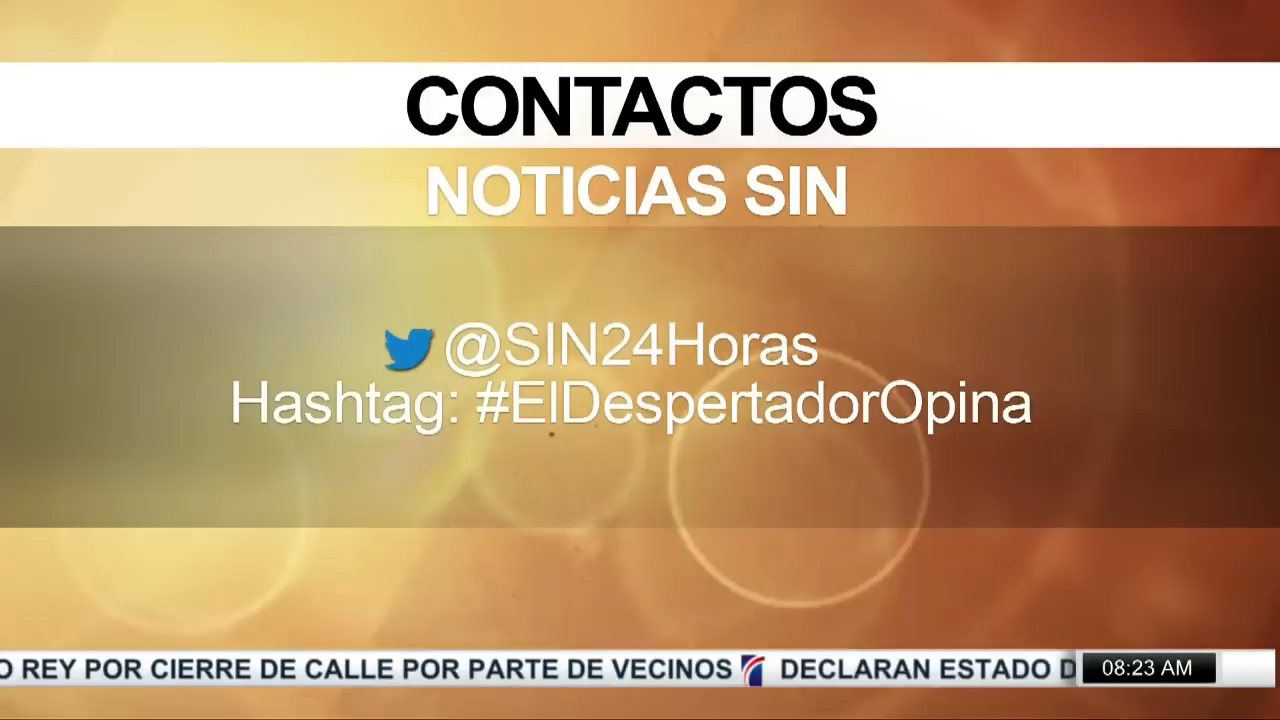 CONTACTOS
NOTICIAS SIN
@SIN24Horas
Hashtag: #ElDespertadorOpina
O REY POR CIERRE DE CALLE POR PARTE DE VECINOS DECLARAN ESTADO D 08:23 AM